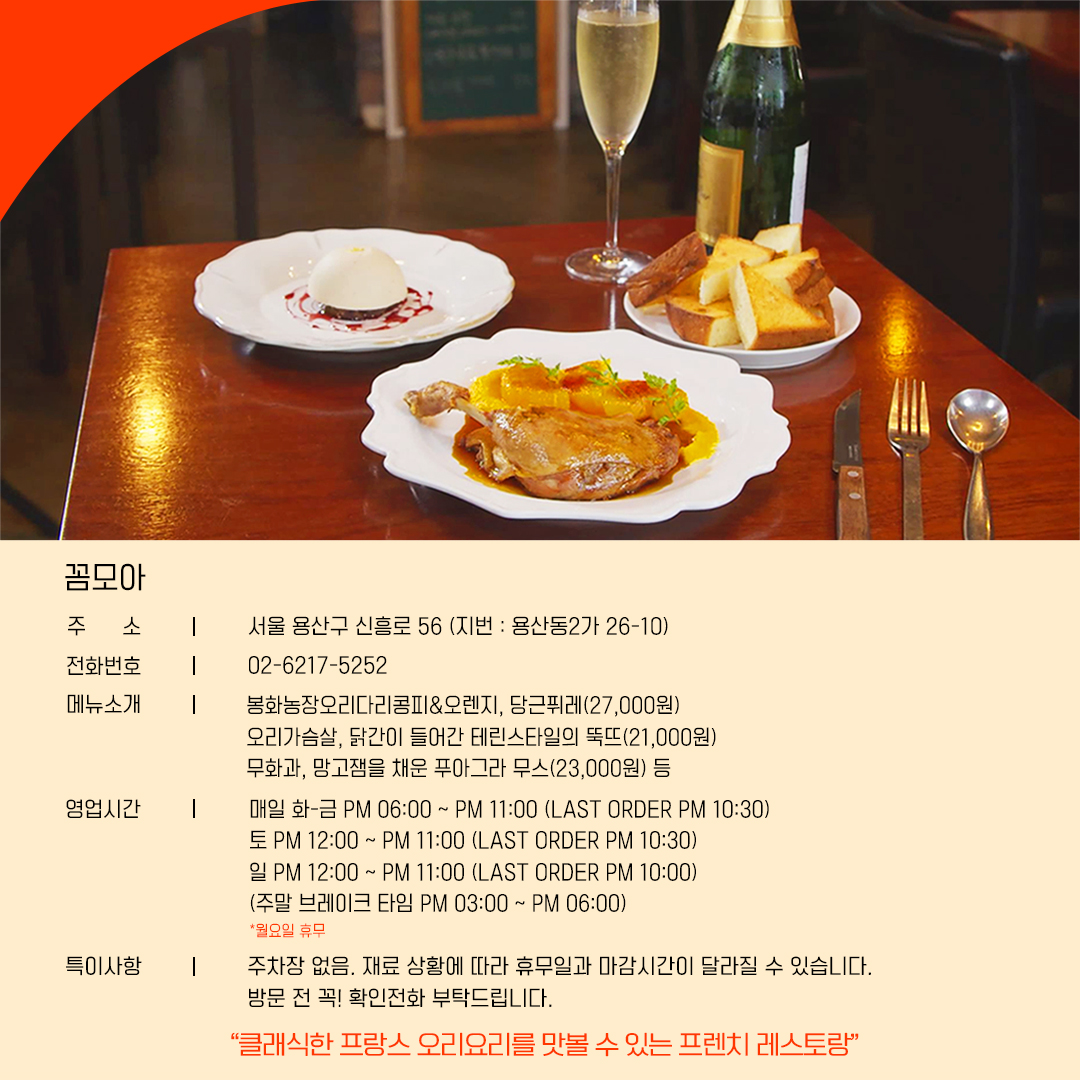 꼼모아
주 소 | 서울 용산구 신흥로 56 (지번 : 용산동2가 26-10)
전화번호 | 02-6217-5252
메뉴소개 | 봉화농장오리다리콩피&오렌지, 당근퓌레(27,000원)
오리가슴살, 닭간이 들어간 테린스타일의 뚝뜨(21,000원)
무화과, 망고잼을 채운 푸아그라 무스(23,000원) 등
영업시간 | 매일 화-금 PM 06:00 ~ PM 11:00 (LAST ORDER PM 10:30)
토 PM 12:00 ~ PM 11:00 (LAST ORDER PM 10:30)
일 PM 12:00 ~ PM 11:00 (LAST ORDER PM 10:00)
(주말 브레이크 타임 PM 03:00 ~ PM 06:00)
*월요일 휴무
특이사항 | 주차장 없음. 재료 상황에 따라 휴무일과 마감시간이 달라질 수 있습니다.
방문 전 꼭! 확인전화 부탁드립니다.
“클래식한 프랑스 오리요리를 맛볼 수 있는 프렌치 레스토랑”